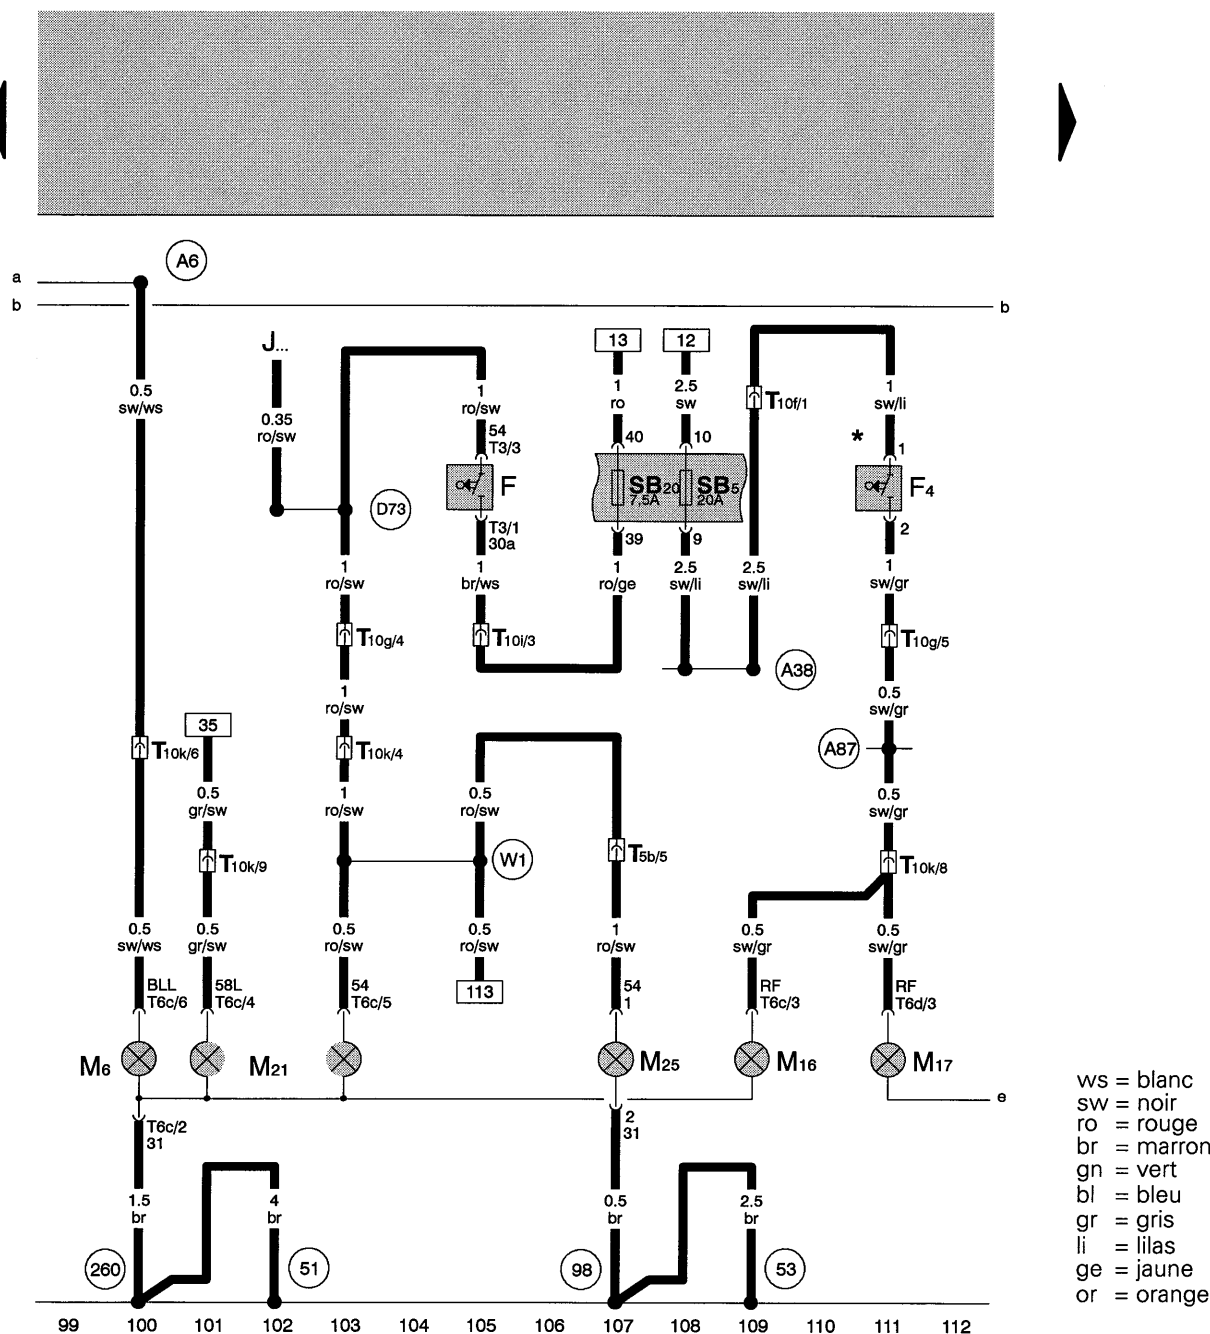 A6
a
b
b
J...
13
12
0.5
sw/ws
1
ro/sw
1
ro
2.5
sw
T10f/1
1
sw/li
0.35
ro/sw
54
T3/3
40
10
*
1
F
SB20
7,5A
SB5
20A
F4
D73
T3/1
30a
39
9
2
1
ro/sw
1
br/ws
1
ro/ge
2.5
sw/li
2.5
sw/li
1
sw/gr
T10g/4
T10i/3
T10g/5
A38
1
ro/sw
0.5
sw/gr
35
T10k/6
T10k/4
A87
0.5
gr/sw
1
ro/sw
0.5
ro/sw
0.5
sw/gr
T10k/9
W1
T5b/5
T10k/8
0.5
sw/ws
0.5
gr/sw
0.5
ro/sw
0.5
ro/sw
1
ro/sw
0.5
sw/gr
0.5
sw/gr
BLL
T6c/6
58L
T6c/4
54
T6c/5
113
54
1
RF
T6c/3
RF
T6d/3
M6
M21
M25
M16
M17
e
T6c/2
31
2
31
1.5
br
4
br
0.5
br
2.5
br
260
51
98
53
99 100 101 102 103 104 105 106 107 108 109 110 111 112
ws = blanc
sw = noir
ro = rouge
br = marron
gn = vert
bl = bleu
gr = gris
li = lilas
ge = jaune
or = orange